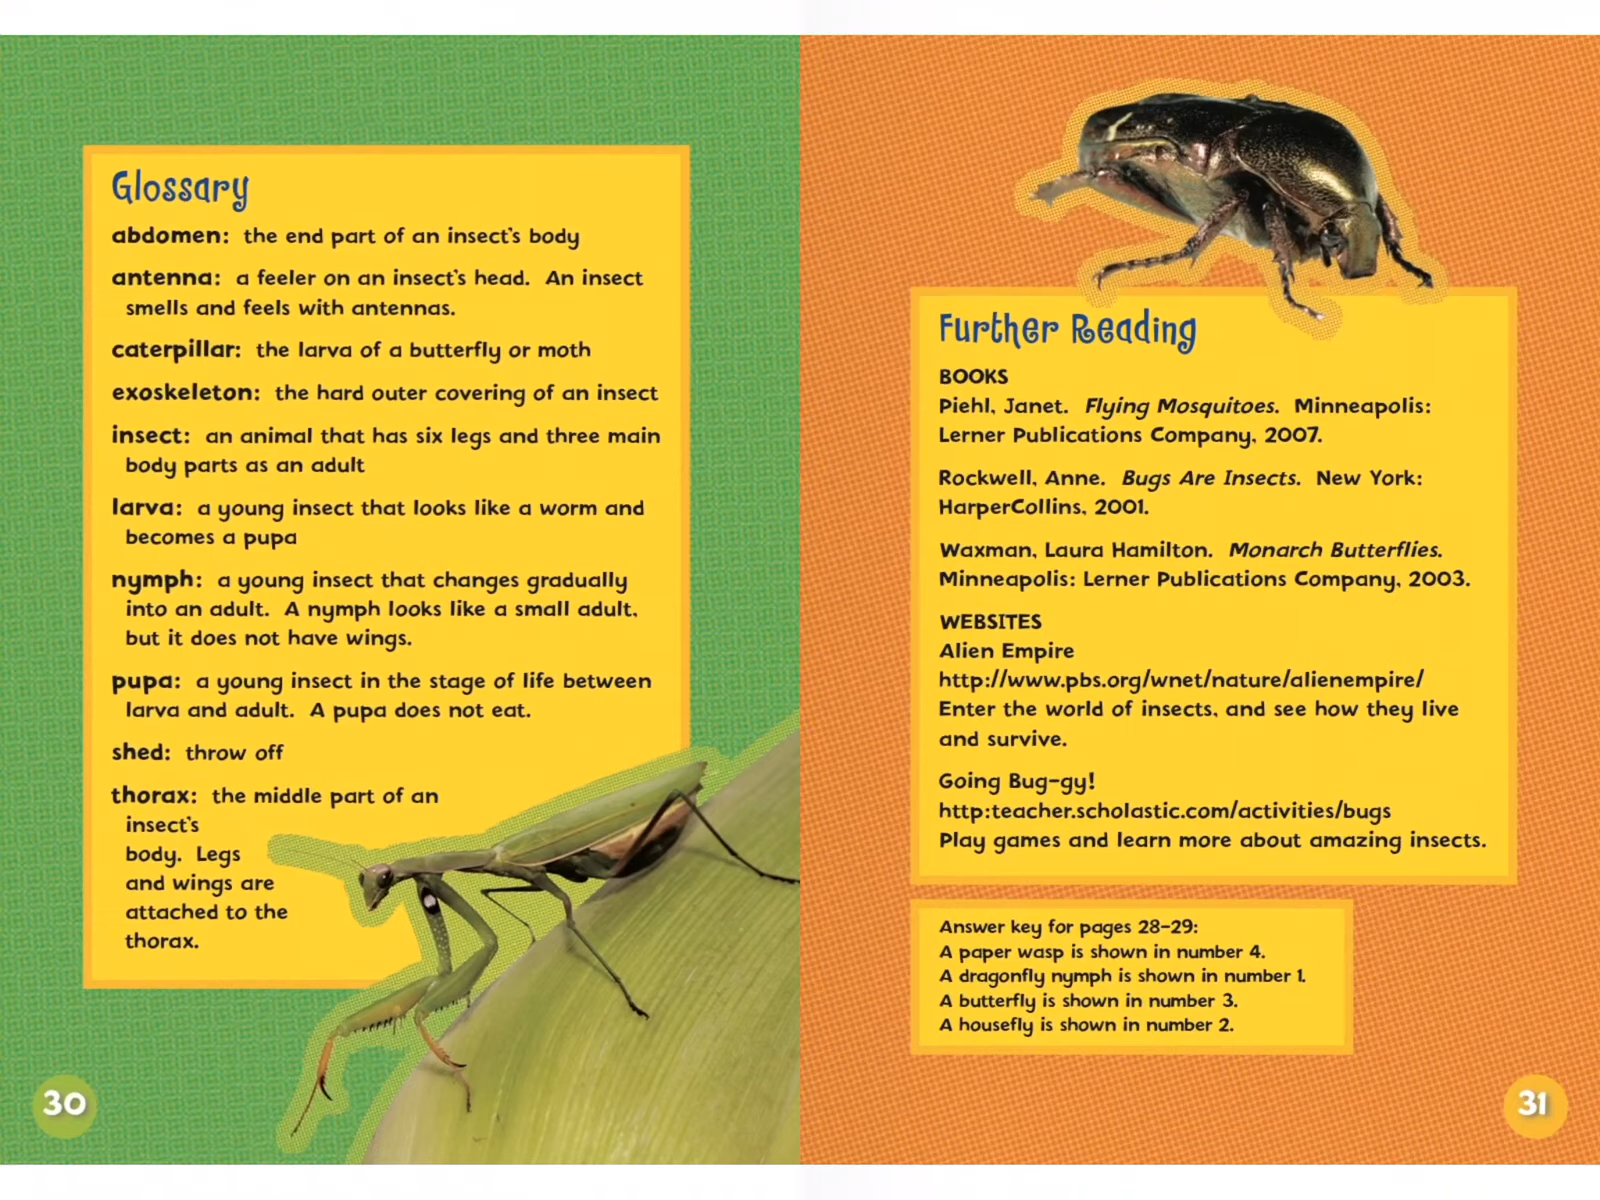 Glossary
abdomen: the end part of an insect's body
antenna: a feeler on an insect's head. An insect
smells and feels with antennas.
caterpillar: the larva of a butterfly or moth
exoskeleton: the hard outer covering of an insect
insect: an animal that has six legs and three main
body parts as an adult
larva: a young insect that looks like a worm and
becomes a pupa
nymph: a young insect that changes gradually
into an adult. A nymph looks like a small adult,
but it does not have wings.
pupa: a young insect in the stage of life between
larva and adult. A pupa does not eat.
shed: throw off
thorax: the middle part of an
insect's
body. Legs
and wings are
attached to the
thorax.
30
Further Reading
BOOKS
Piehl, Janet. Flying Mosquitoes. Minneapolis:
Lerner Publications Company, 2007.
Rockwell, Anne. Bugs Are Insects. New York:
HarperCollins, 2001.
Waxman, Laura Hamilton. Monarch Butterflies.
Minneapolis: Lerner Publications Company, 2003.
WEBSITES
Alien Empire
http://www.pbs.org/wnet/nature/alienempire/
Enter the world of insects, and see how they live
and survive.
Going Bug-gy!
http:teacher.scholastic.com/activities/bugs
Play games and learn more about amazing insects.
Answer key for pages 28-29:
A paper wasp is shown in number 4.
A dragonfly nymph is shown in number 1.
A butterfly is shown in number 3.
A housefly is shown in number 2.
31